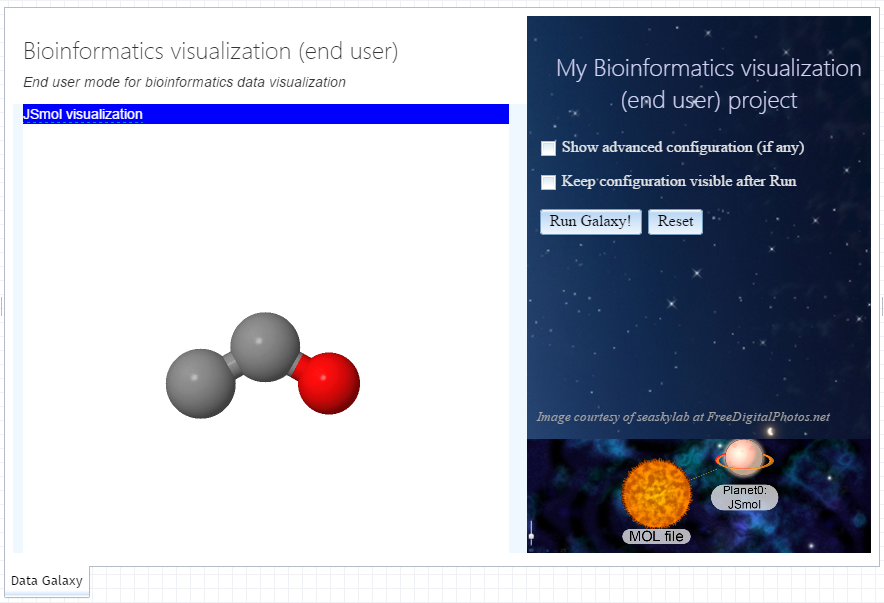 Bioinformatics visualization (end user)
End user mode for bioinformatics data visualization
JSmol visualization
My Bioinformatics visualization
(end user) project
Show advanced configuration (if any)
Keep configuration visible after Run
Run Galaxy!
Reset
Image courtesy of seaskylab at FreeDigitalPhotos.net
Planet0:
JSmol
MOL file
Data Galaxy